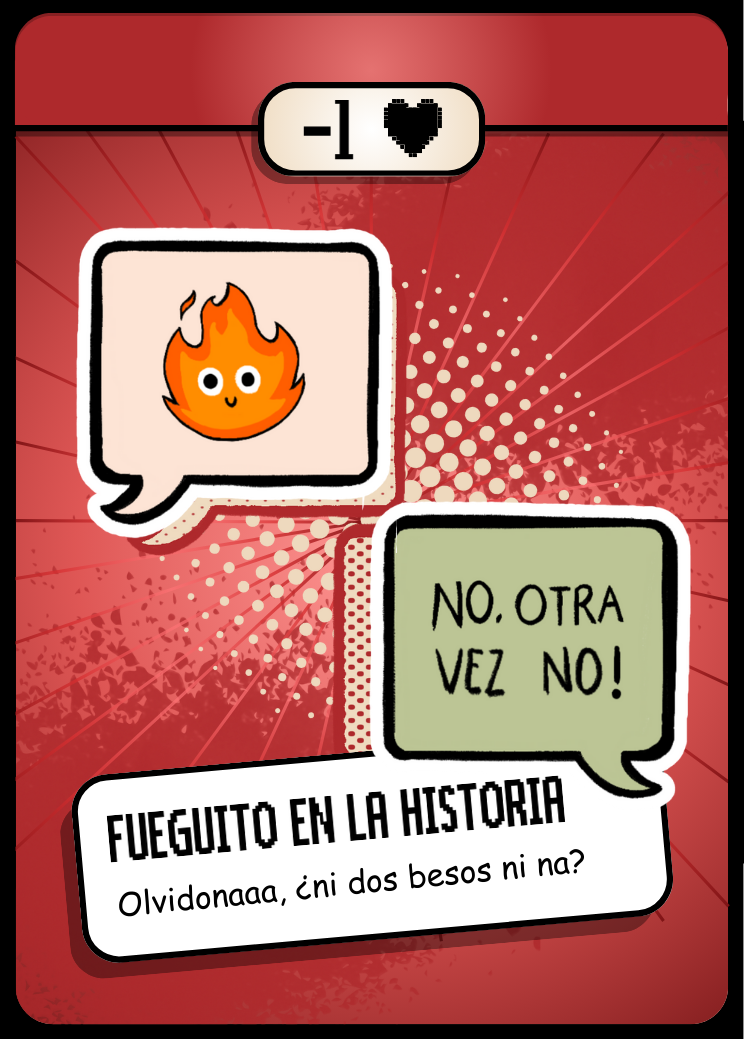 -1
NO, OTRA
VEZ NO!
FUEGUITO EN LA HISTORIA
Olvidonaaa, ¿ni dos besos ni na?